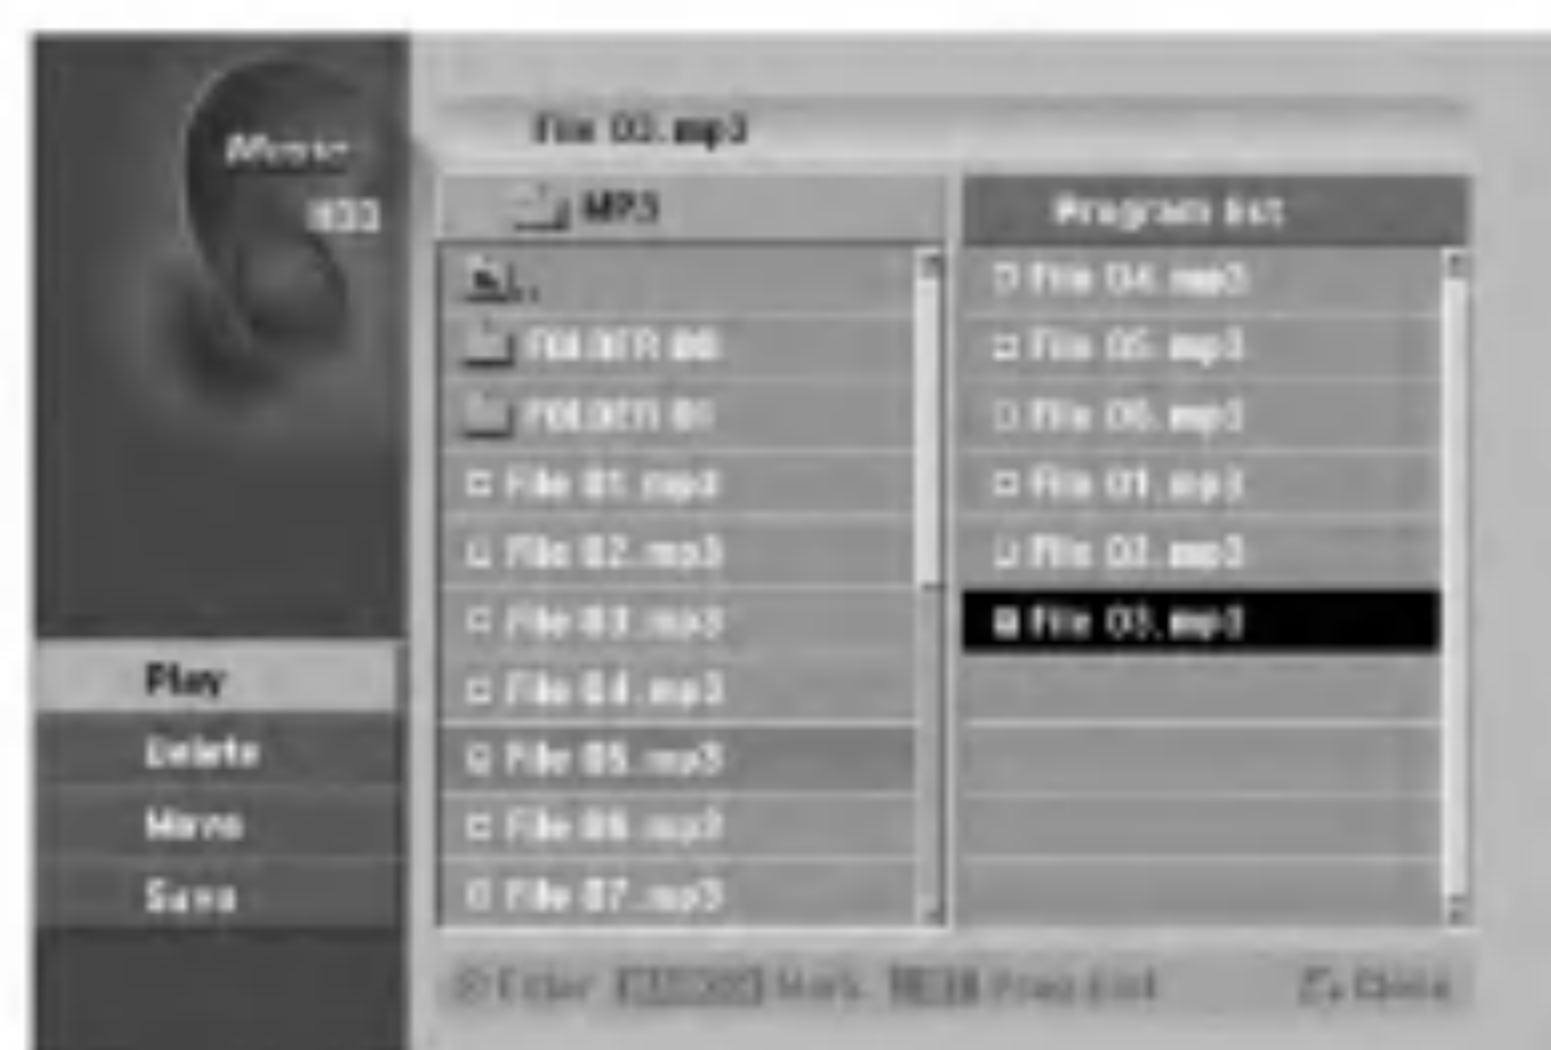 Music
HDD
File 03.mp3
MP3
..
FOLDER 00
FOLDER 01
File 01.mp3
File 02.mp3
File 03.mp3
File 04.mp3
File 05.mp3
File 06.mp3
File 07.mp3
Program list
File 04.mp3
File 05.mp3
File 06.mp3
File 01.mp3
File 02.mp3
File 03.mp3
Play
Delete
Move
Save
Enter Mark Close